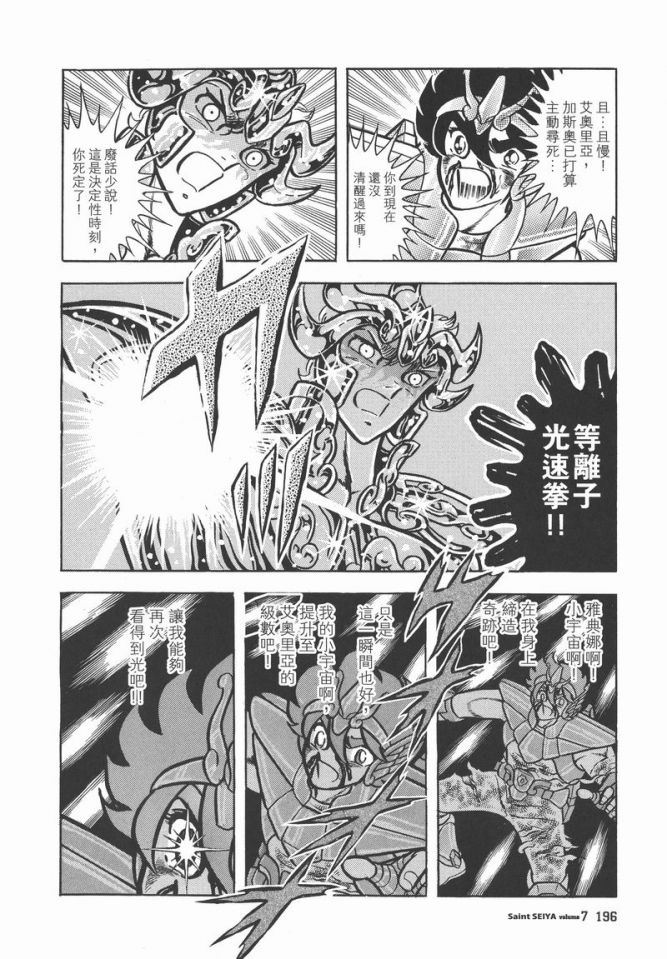 且…且慢！
艾奧里亞，
加斯奧已打算
主動尋死…
你到現在
還沒
清醒過來嗎！
廢話少說！
這是決定性時刻，
你死定了！
等離子
光速拳!!
雅典娜啊！
小宇宙啊！
在我身上
締造
奇跡吧！
只是
這一瞬間也好，
我的小宇宙啊，
提升至
艾奧里亞的
級數吧！
讓我能夠
再次
看得到光吧!!
Saint SEIYA volume 7 196